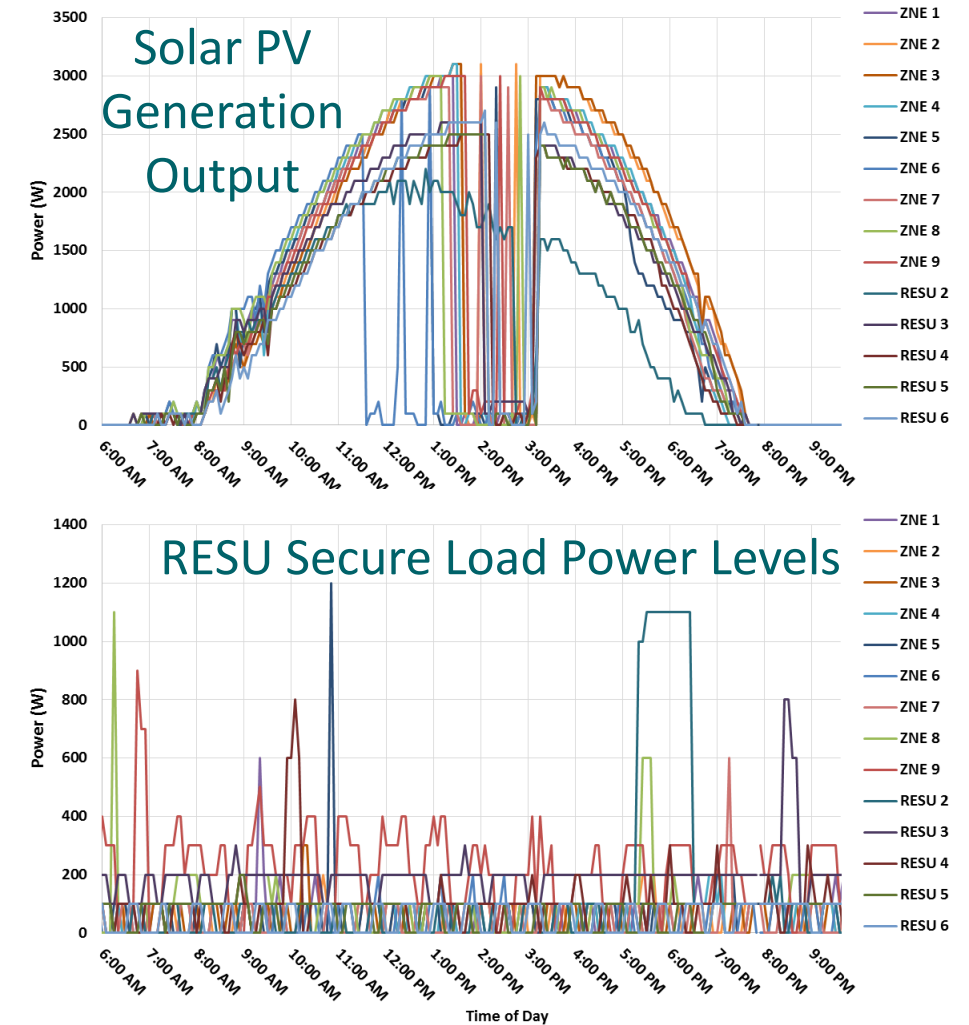 Solar PV
Generation
Output
Power (W)
3500
3000
2500
2000
1500
1000
500
0
6:00 AM
7:00 AM
8:00 AM
9:00 AM
10:00 AM
11:00 AM
12:00 PM
1:00 PM
2:00 PM
3:00 PM
4:00 PM
5:00 PM
6:00 PM
7:00 PM
8:00 PM
9:00 PM
ZNE 1
ZNE 2
ZNE 3
ZNE 4
ZNE 5
ZNE 6
ZNE 7
ZNE 8
ZNE 9
RESU 2
RESU 3
RESU 4
RESU 5
RESU 6
RESU Secure Load Power Levels
Power (W)
1400
1200
1000
800
600
400
200
0
6:00 AM
7:00 AM
8:00 AM
9:00 AM
10:00 AM
11:00 AM
12:00 PM
1:00 PM
2:00 PM
3:00 PM
4:00 PM
5:00 PM
6:00 PM
7:00 PM
8:00 PM
9:00 PM
Time of Day
ZNE 1
ZNE 2
ZNE 3
ZNE 4
ZNE 5
ZNE 6
ZNE 7
ZNE 8
ZNE 9
RESU 2
RESU 3
RESU 4
RESU 5
RESU 6